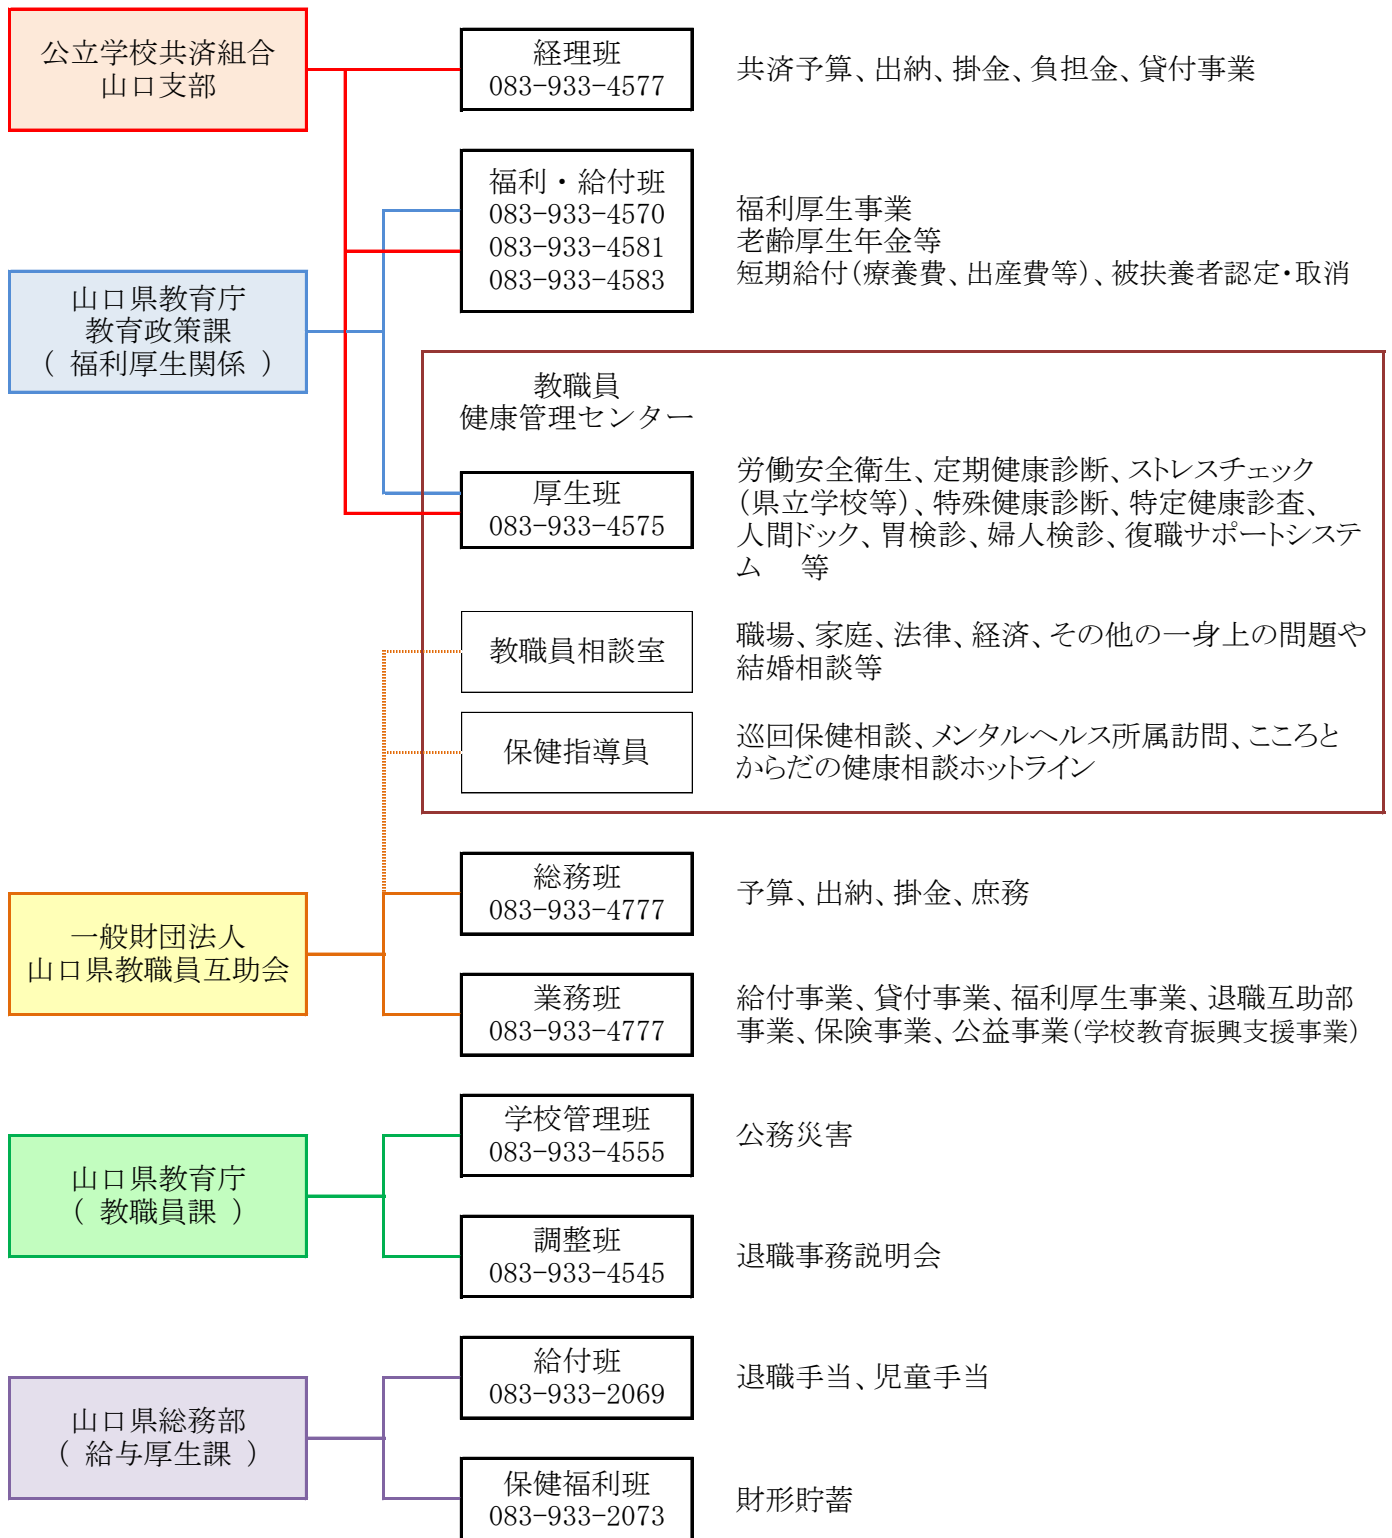 公立学校共済組合
山口支部
経理班
083-933-4577
共済予算、出納、掛金、負担金、貸付事業
福利・給付班
083-933-4570
083-933-4581
083-933-4583
福利厚生事業
老齢厚生年金等
短期給付(療養費、出産費等)、被扶養者認定・取消
山口県教育庁
教育政策課
( 福利厚生関係 )
教職員
健康管理センター
厚生班
083-933-4575
労働安全衛生、定期健康診断、ストレスチェック
(県立学校等)、特殊健康診断、特定健康診査、
人間ドック、胃検診、婦人検診、復職サポートシステ
ム 等
教職員相談室
職場、家庭、法律、経済、その他の一身上の問題や
結婚相談等
保健指導員
巡回保健相談、メンタルヘルス所属訪問、こころと
からだの健康相談ホットライン
一般財団法人
山口県教職員互助会
総務班
083-933-4777
予算、出納、掛金、庶務
業務班
083-933-4777
給付事業、貸付事業、福利厚生事業、退職互助部
事業、保険事業、公益事業(学校教育振興支援事業)
山口県教育庁
( 教職員課 )
学校管理班
083-933-4555
公務災害
調整班
083-933-4545
退職事務説明会
山口県総務部
( 給与厚生課 )
給付班
083-933-2069
退職手当、児童手当
保健福利班
083-933-2073
財形貯蓄